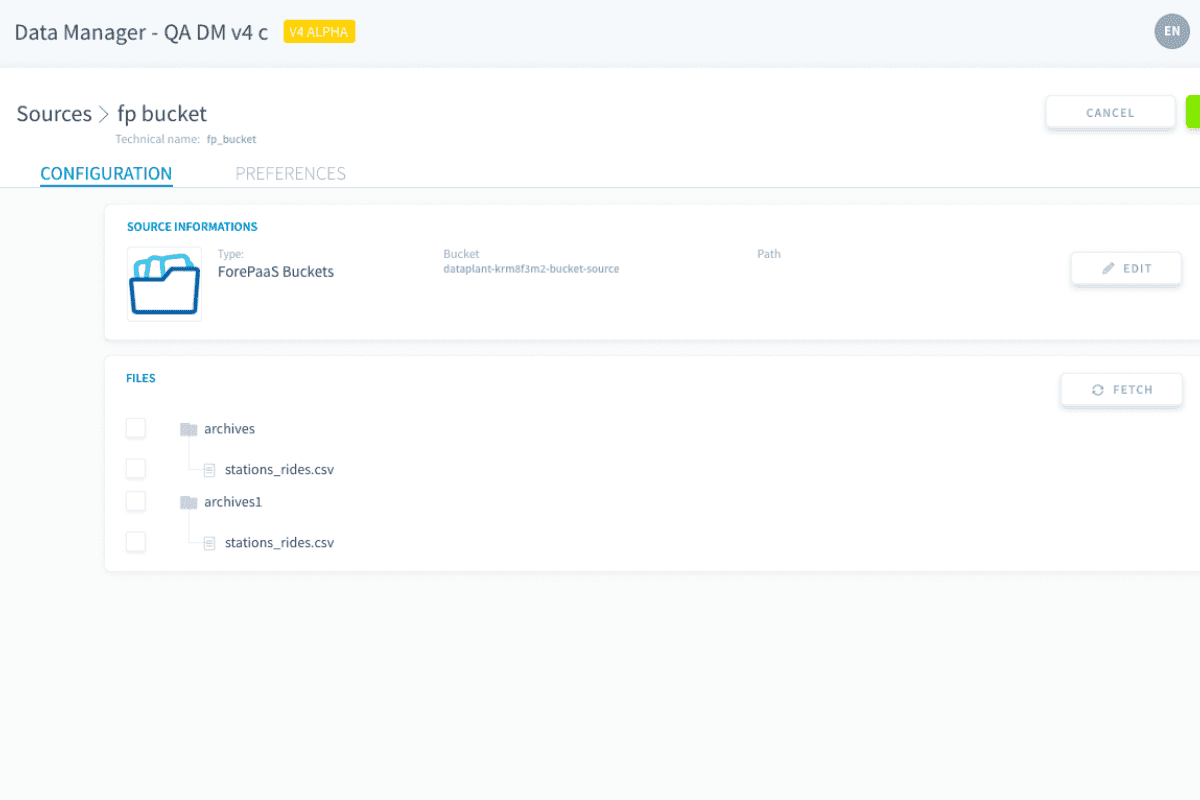 Data Manager - QA DM v4 c V4 ALPHA EN
Sources > fp bucket CANCEL
Technical name: fp_bucket
CONFIGURATION PREFERENCES
SOURCE INFORMATIONS
Type: Bucket Path
ForePaaS Buckets dataplant-krm8f3m2-bucket-source EDIT
FILES
FETCH
archives
stations_rides.csv
archives1
stations_rides.csv